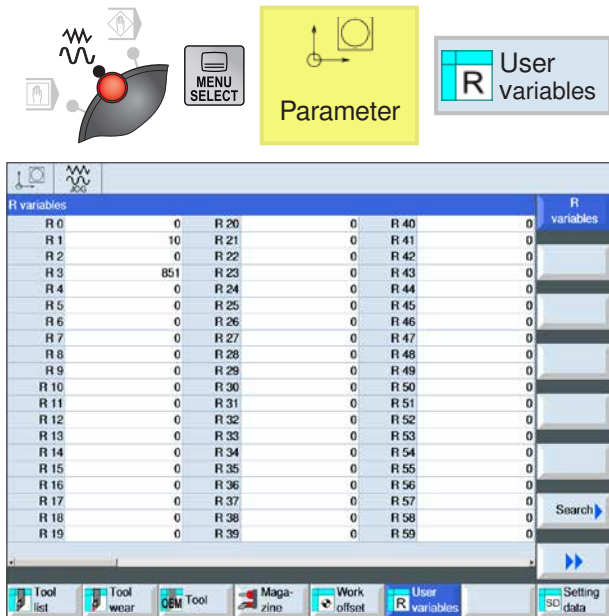 MENU
SELECT
Parameter
R
User
variables
JOG
R variables
R
variables
R 0 0 R 20 0 R 40 0
R 1 10 R 21 0 R 41 0
R 2 0 R 22 0 R 42 0
R 3 851 R 23 0 R 43 0
R 4 0 R 24 0 R 44 0
R 5 0 R 25 0 R 45 0
R 6 0 R 26 0 R 46 0
R 7 0 R 27 0 R 47 0
R 8 0 R 28 0 R 48 0
R 9 0 R 29 0 R 49 0
R 10 0 R 30 0 R 50 0
R 11 0 R 31 0 R 51 0
R 12 0 R 32 0 R 52 0
R 13 0 R 33 0 R 53 0
R 14 0 R 34 0 R 54 0
R 15 0 R 35 0 R 55 0
R 16 0 R 36 0 R 56 0
R 17 0 R 37 0 R 57 0
R 18 0 R 38 0 R 58 0
R 19 0 R 39 0 R 59 0
Search
Tool
list
Tool
wear
OEM Tool
Maga-
zine
Work
offset
R
User
variables
SD
Setting
data